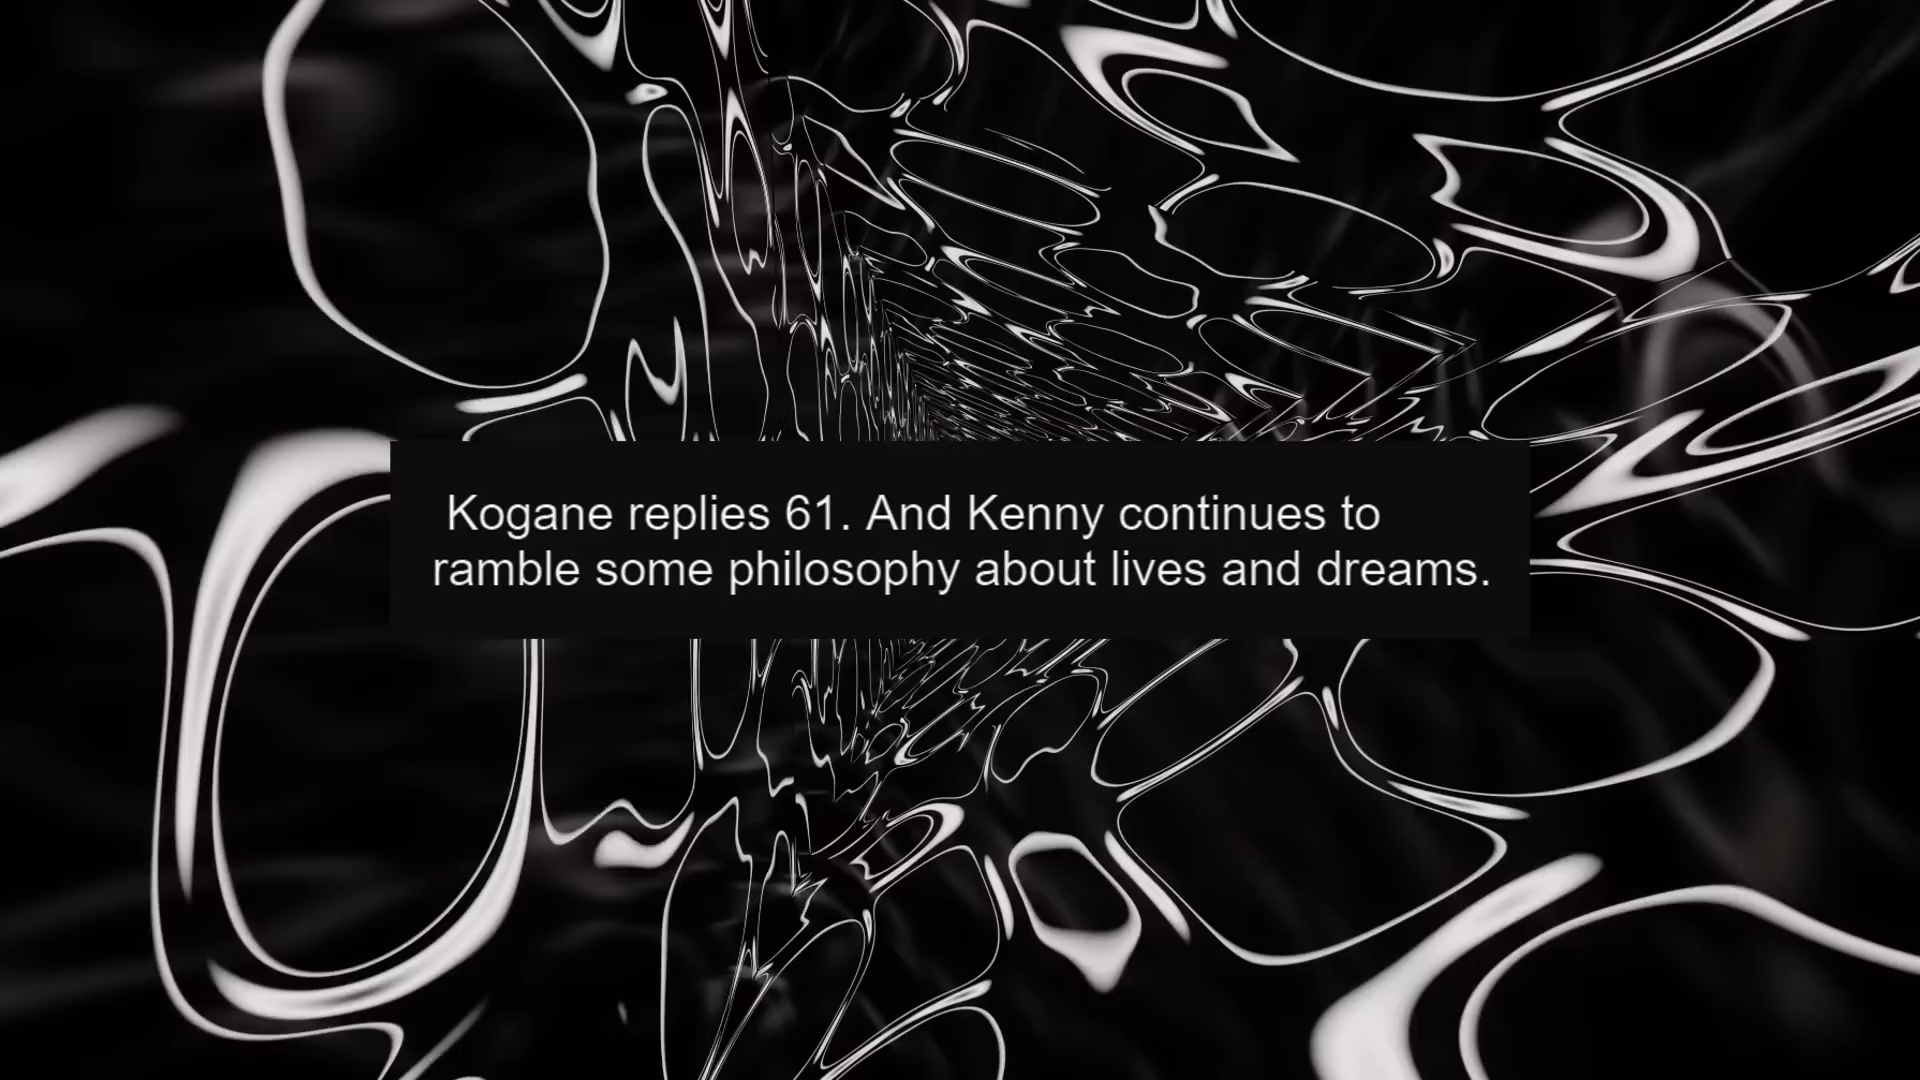 Kogane replies 61. And Kenny continues to
ramble some philosophy about lives and dreams.